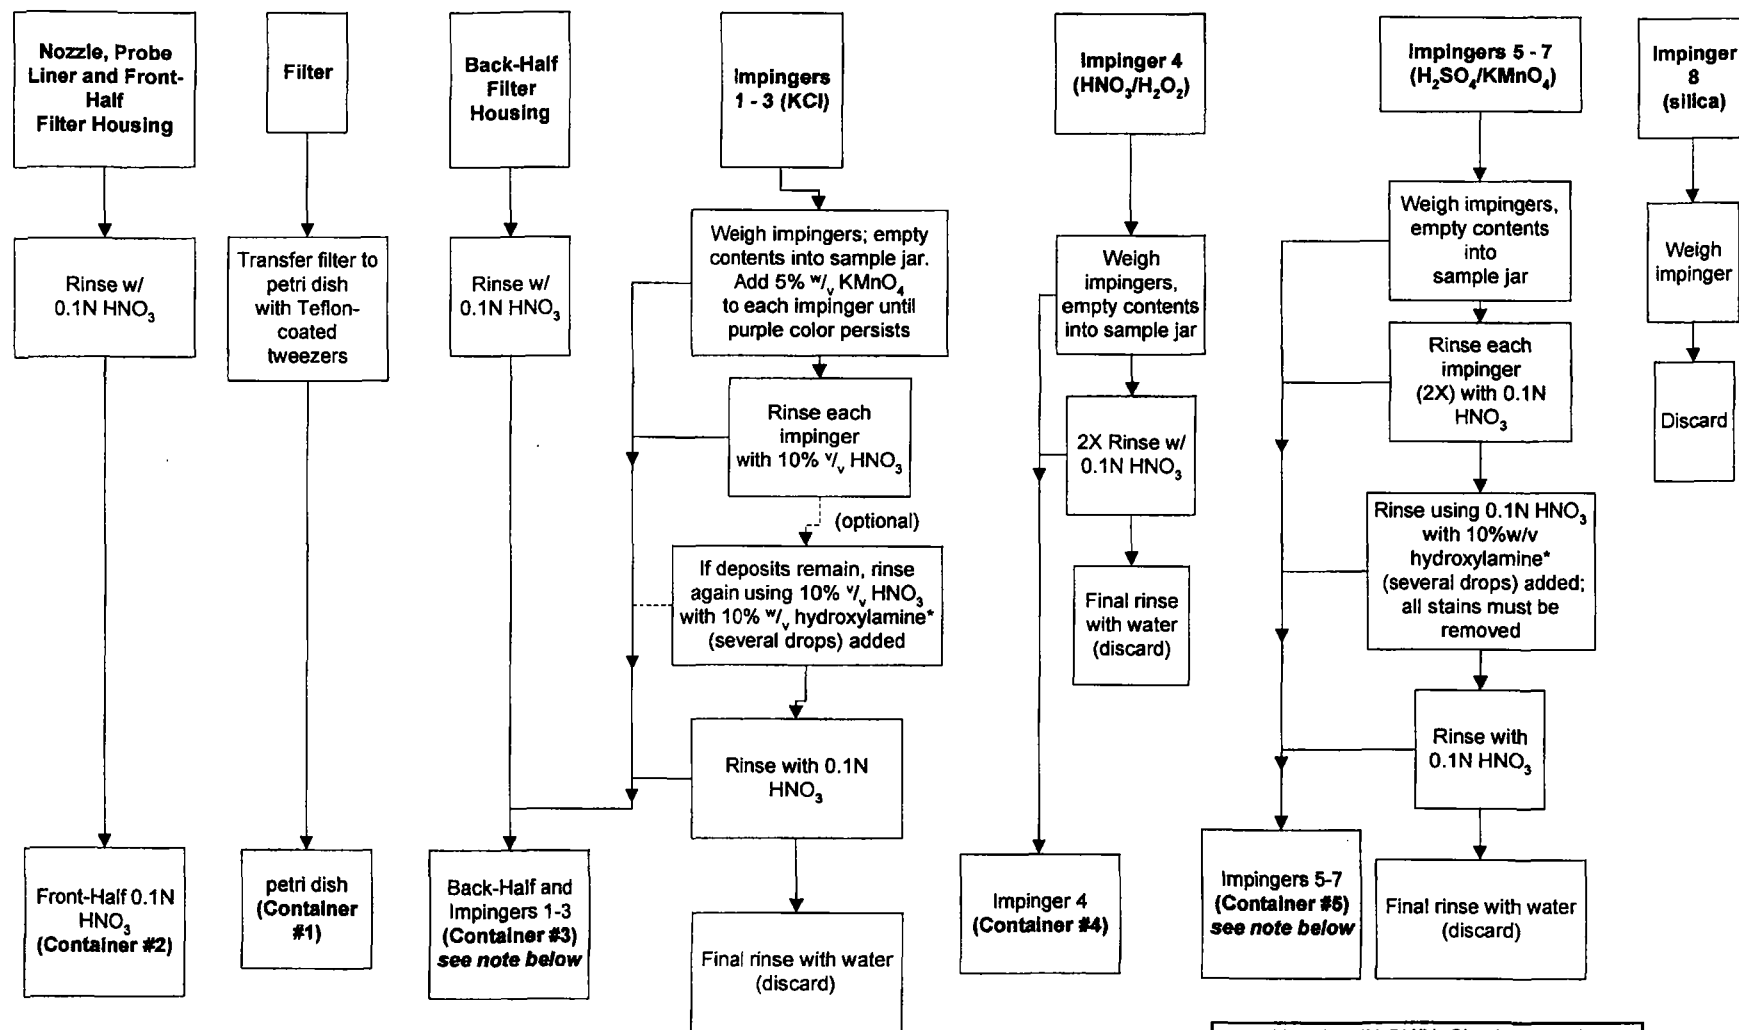 Nozzle, Probe
Liner and Front-
Half
Filter Housing
Rinse w/
0.1N HNO3
Front-Half 0.1N
HNO3
(Container #2)
Filter
Transfer filter to
petri dish
with Teflon-
coated
tweezers
petri dish
(Container
#1)
Back-Half
Filter
Housing
Rinse w/
0.1N HNO3
Back-Half and
Impingers 1-3
(Container #3)
see note below
Impingers
1 - 3 (KCl)
Weigh impingers; empty
contents into sample jar.
Add 5% w/v KMnO4
to each impinger until
purple color persists
Rinse each
impinger
with 10% v/v HNO3
(optional)
If deposits remain, rinse
again using 10% v/v HNO3
with 10% w/v hydroxylamine*
(several drops) added
Rinse with 0.1N
HNO3
Final rinse with water
(discard)
Impinger 4
(HNO3/H2O2)
Weigh
impingers,
empty contents
into sample jar
2X Rinse w/
0.1N HNO3
Final rinse
with water
(discard)
Impinger 4
(Container #4)
Impingers 5 - 7
(H2SO4/KMnO4)
Weigh impingers,
empty contents
into
sample jar
Rinse each
impinger
(2X) with 0.1N
HNO3
Rinse using 0.1N HNO3
with 10%w/v
hydroxylamine*
(several drops) added;
all stains must be
removed
Rinse with
0.1N HNO3
Impingers 5-7
(Container #5)
see note below
Final rinse with water
(discard)
Impinger
8
(silica)
Weigh
impinger
Discard